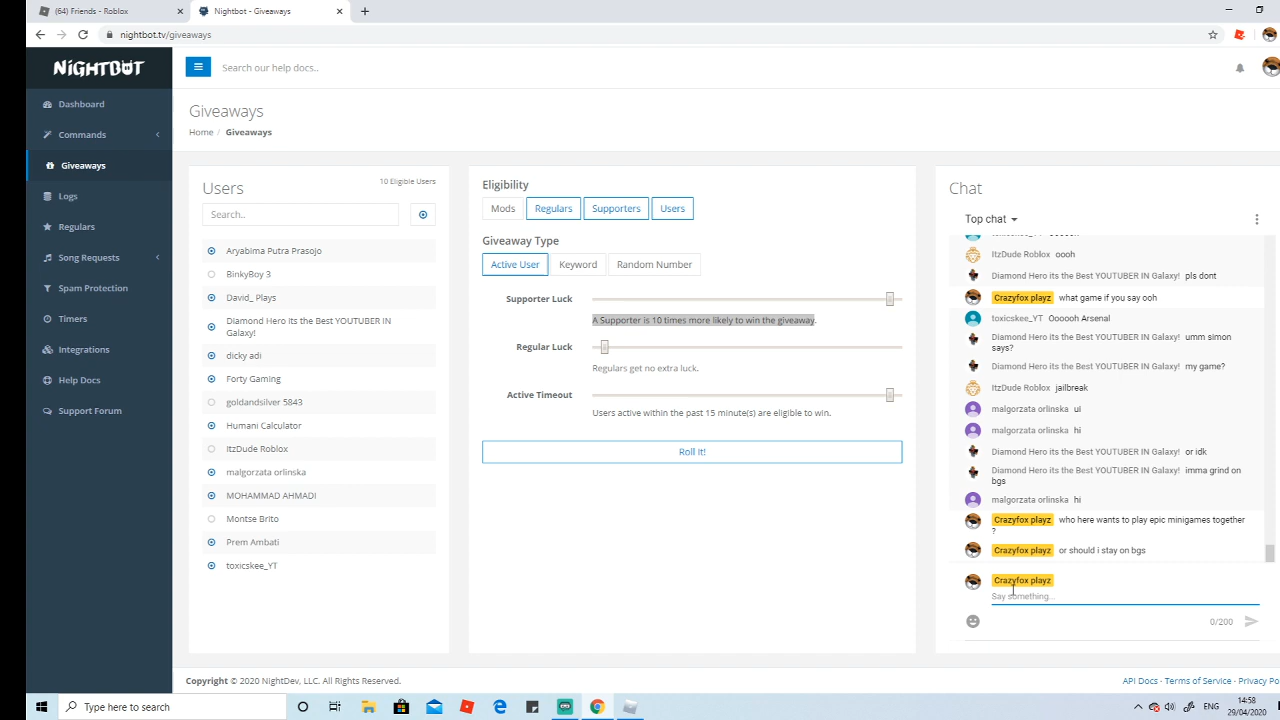 (64) Friends - Roblox
Nightbot - Giveaways
nightbot.tv/giveaways
NiGHTBOT
Search our help docs..
Dashboard
Commands
Giveaways
Logs
Regulars
Song Requests
Spam Protection
Timers
Integrations
Help Docs
Support Forum
Giveaways
Home / Giveaways
Users
10 Eligible Users
Search..
Aryabima Putra Prasojo
BinkyBoy 3
David_ Plays
Diamond Hero its the Best YOUTUBER IN
Galaxy!
dicky adi
Forty Gaming
goldandsilver 5843
Humani Calculator
ItzDude Roblox
malgorzata orlinska
MOHAMMAD AHMADI
Montse Brito
Prem Ambati
toxicskee_YT
Eligibility
Mods Regulars Supporters Users
Giveaway Type
Active User Keyword Random Number
Supporter Luck
A Supporter is 10 times more likely to win the giveaway.
Regular Luck
Regulars get no extra luck.
Active Timeout
Users active within the past 15 minute(s) are eligible to win.
Roll It!
Chat
Top chat
ItzDude Roblox oooh
Diamond Hero its the Best YOUTUBER IN Galaxy! pls dont
Crazyfox playz what game if you say ooh
toxicskee_YT Oooooh Arsenal
Diamond Hero its the Best YOUTUBER IN Galaxy! umm simon
says?
Diamond Hero its the Best YOUTUBER IN Galaxy! my game?
ItzDude Roblox jailbreak
malgorzata orlinska uI
malgorzata orlinska hi
Diamond Hero its the Best YOUTUBER IN Galaxy! or idk
Diamond Hero its the Best YOUTUBER IN Galaxy! imma grind on
bgs
malgorzata orlinska hi
Crazyfox playz who here wants to play epic minigames together
?
Crazyfox playz or should i stay on bgs
Crazyfox playz
Say something...
0/200
Copyright © 2020 NightDev, LLC. All Rights Reserved.
API Docs - Terms of Service - Privacy Po
Type here to search
14:58
29/04/2020